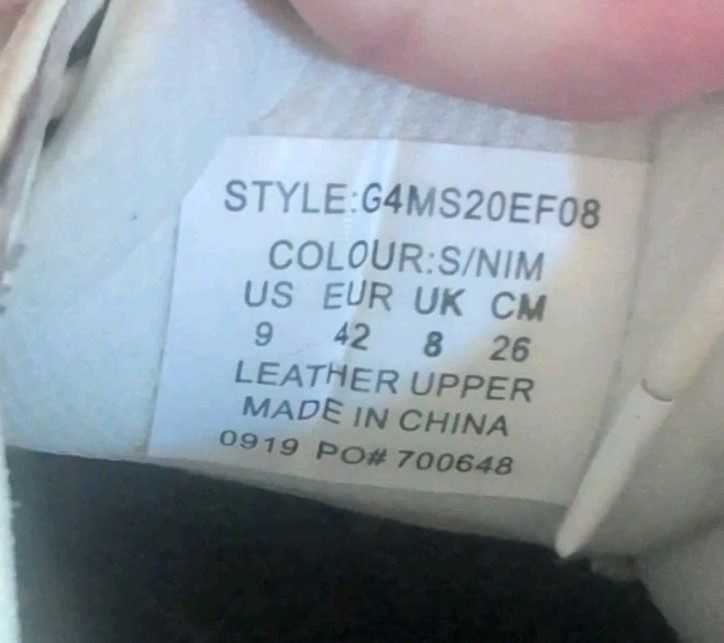 STYLE:G4MS20EF08
COLOUR:S/NIM
US EUR UK CM
9 42 8 26
LEATHER UPPER
MADE IN CHINA
0919 PO# 700648